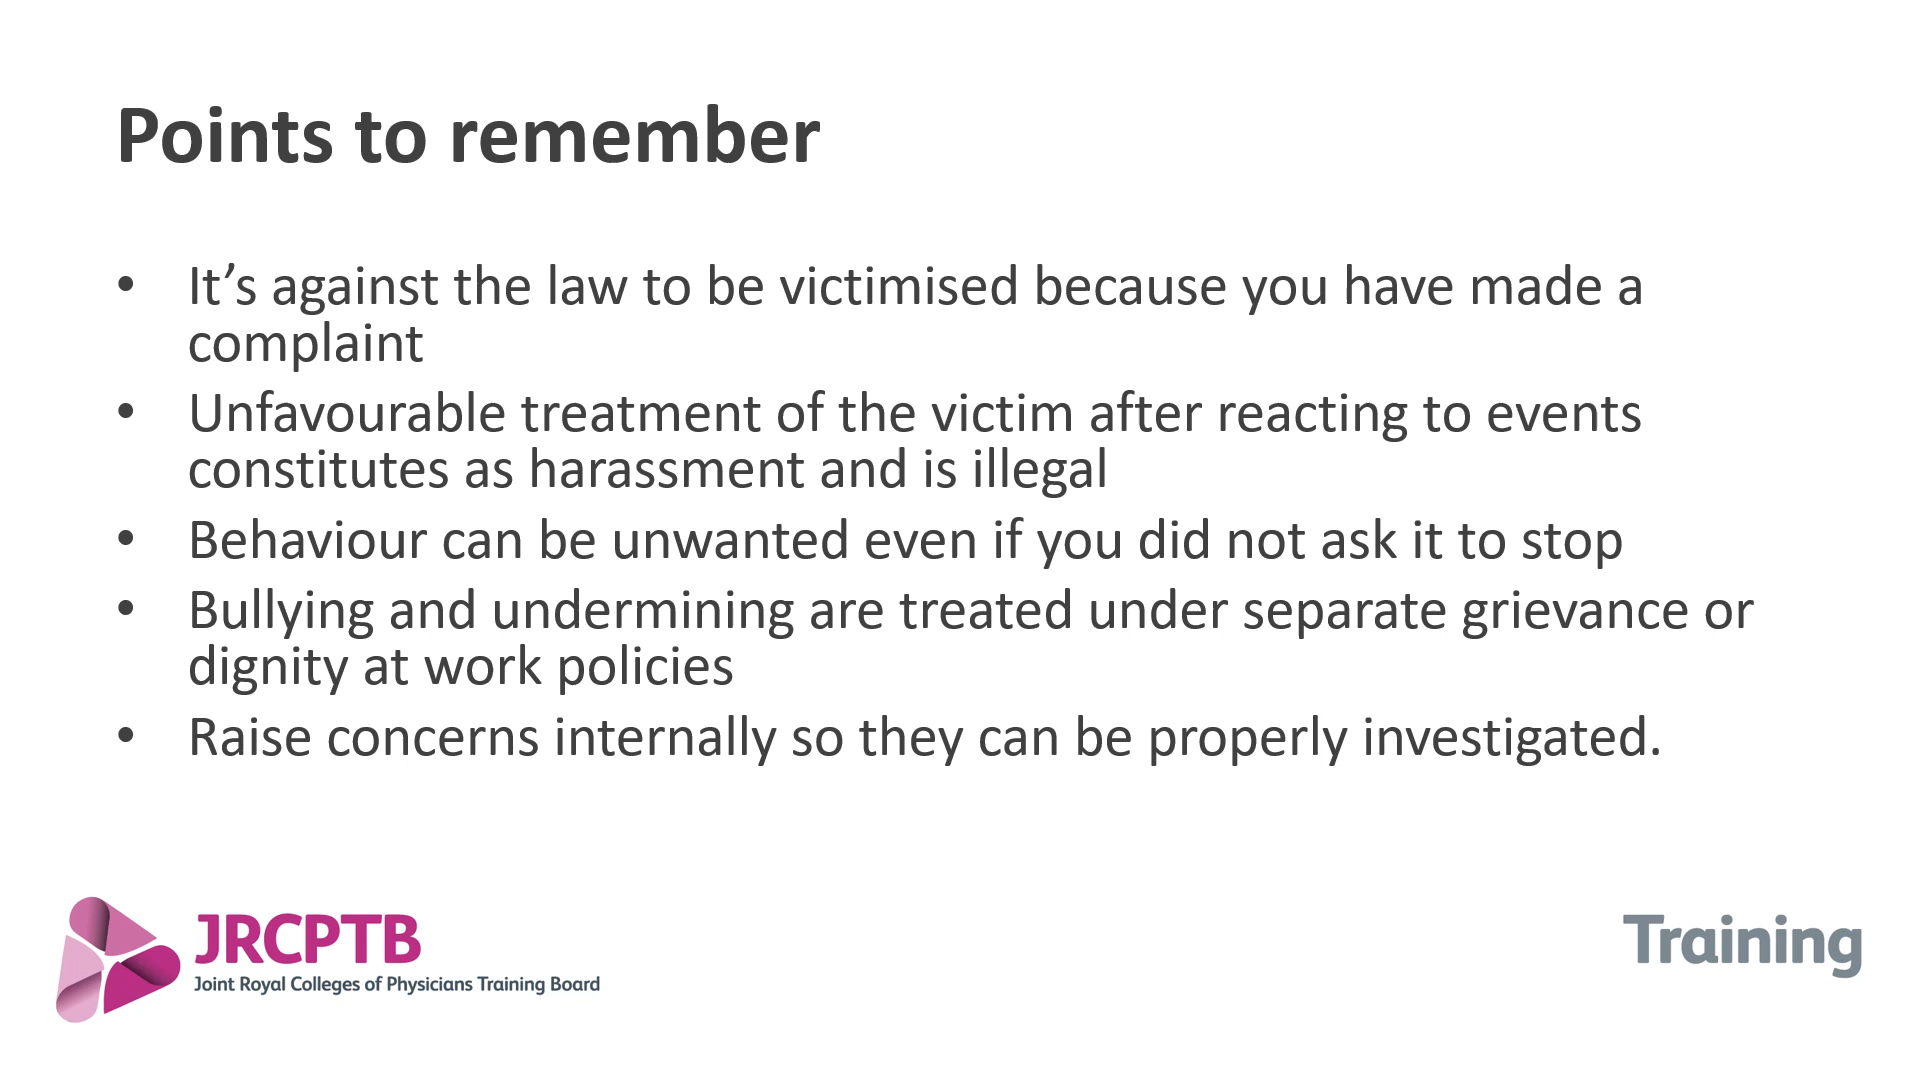 Points to remember
• It’s against the law to be victimised because you have made a
complaint
• Unfavourable treatment of the victim after reacting to events
constitutes as harassment and is illegal
• Behaviour can be unwanted even if you did not ask it to stop
• Bullying and undermining are treated under separate grievance or
dignity at work policies
• Raise concerns internally so they can be properly investigated.
JRCPTB
Joint Royal Colleges of Physicians Training Board
Training